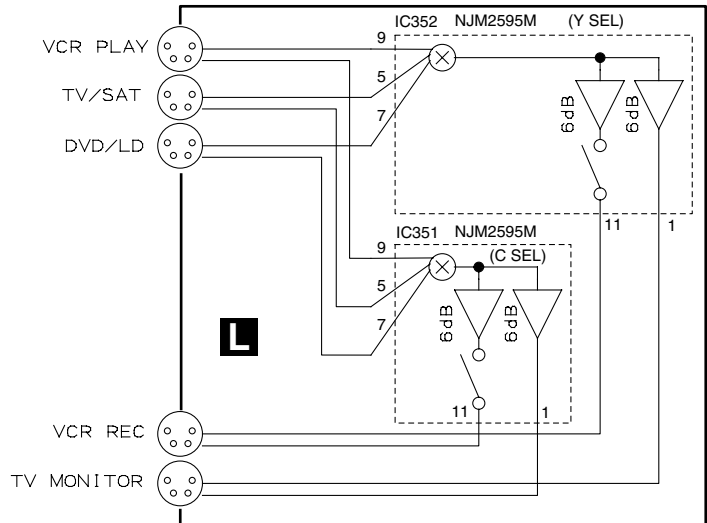 IC352 NJM2595M (Y SEL)
VCR PLAY
9
TV/SAT
5
DVD/LD
7
6dB
6dB
11
1
IC351 NJM2595M
(C SEL)
9
5
7
6dB
6dB
L
11
1
VCR REC
TV MONITOR